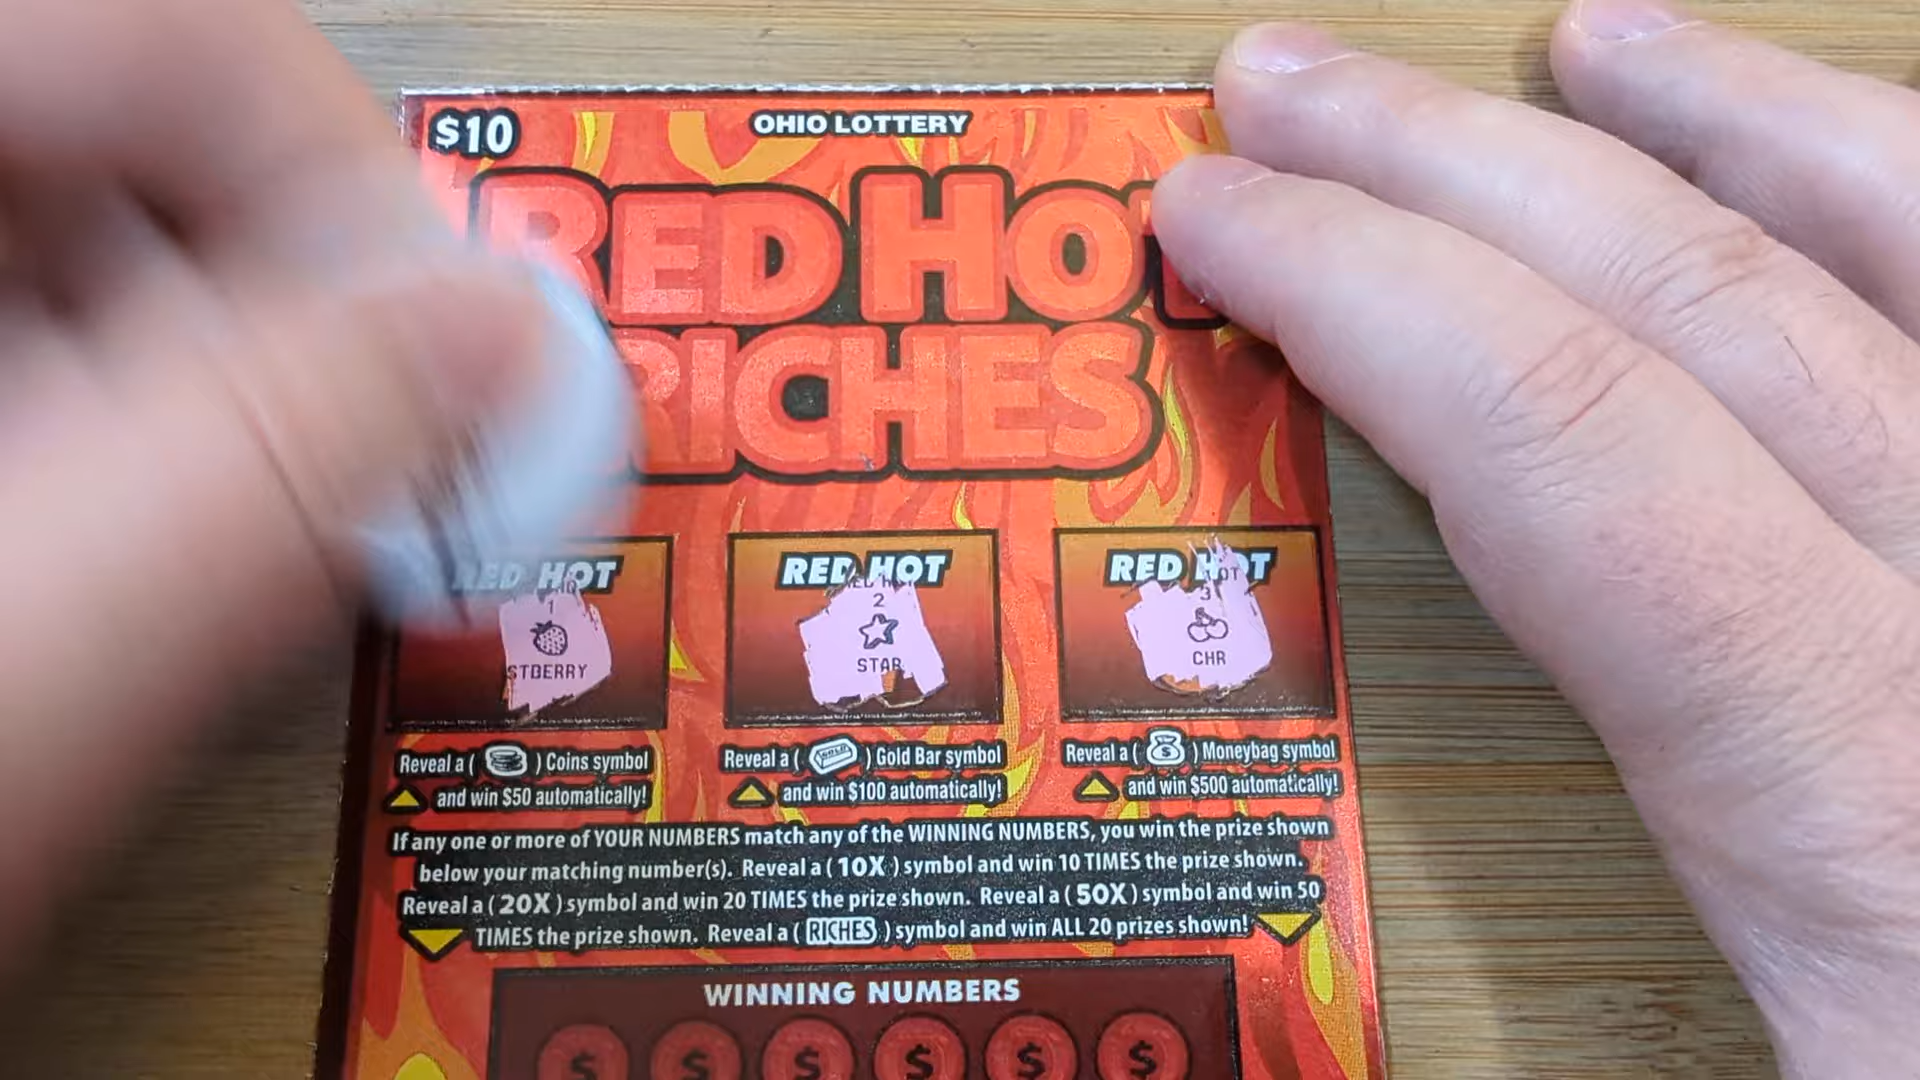 $10
OHIO LOTTERY
RED HOT
RICHES
RED HOT
1
STBERRY
RED HOT
2
STAR
RED HOT
3
CHR
Reveal a ( ) Coins symbol
and win $50 automatically!
Reveal a ( GOLD ) Gold Bar symbol
and win $100 automatically!
Reveal a ( $ ) Moneybag symbol
and win $500 automatically!
If any one or more of YOUR NUMBERS match any of the WINNING NUMBERS, you win the prize shown
below your matching number(s). Reveal a ( 10X ) symbol and win 10 TIMES the prize shown.
Reveal a ( 20X ) symbol and win 20 TIMES the prize shown. Reveal a ( 50X ) symbol and win 50
TIMES the prize shown. Reveal a ( RICHES ) symbol and win ALL 20 prizes shown!
WINNING NUMBERS
$ $ $ $ $ $